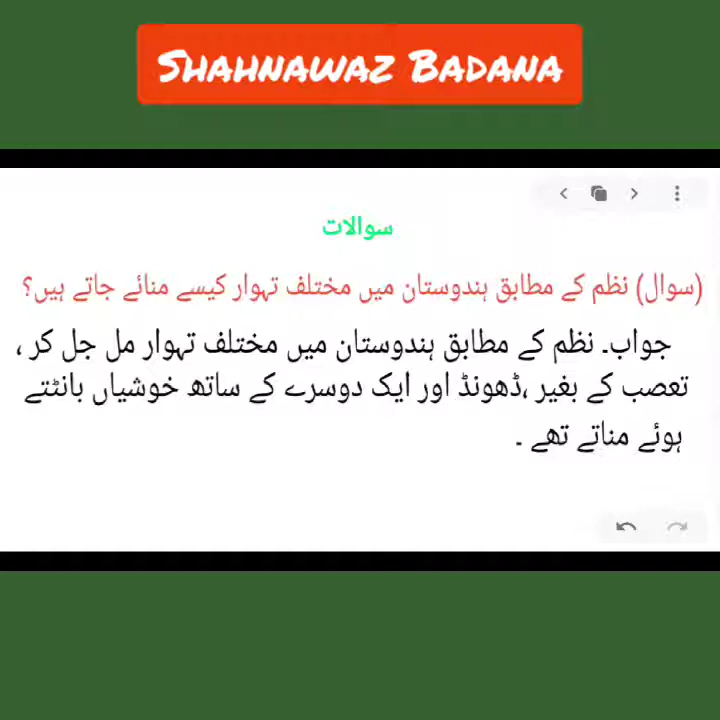 SHAHNAWAZ BADANA
سوالات
(سوال) نظم کے مطابق ہندوستان میں مختلف تہوار کیسے منائے جاتے ہیں؟
جواب۔ نظم کے مطابق ہندوستان میں مختلف تہوار مل جل کر ،
تعصب کے بغیر ،ڈھونڈ اور ایک دوسرے کے ساتھ خوشیاں بانٹتے
ہوئے مناتے تھے ۔